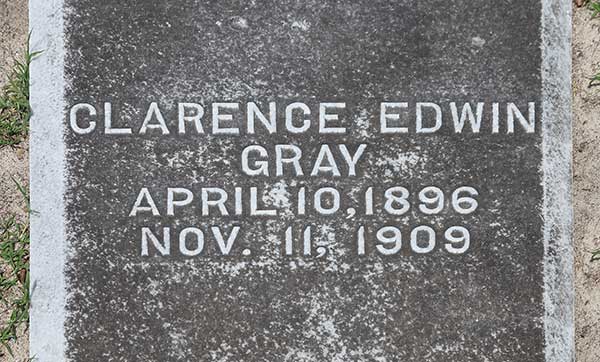 CLARENCE EDWIN
GRAY
APRIL 10, 1896
NOV. 11, 1909